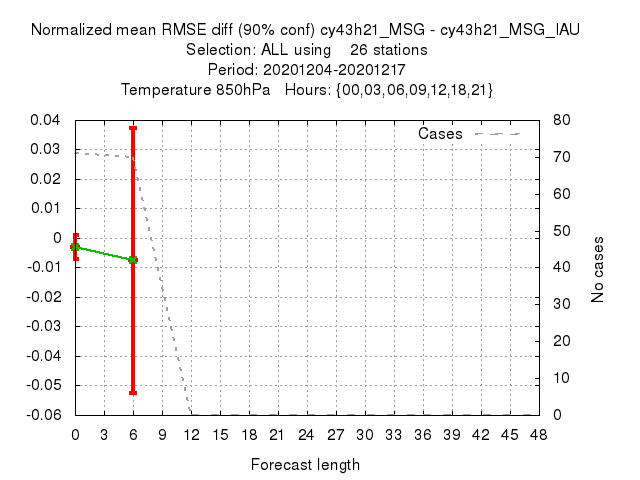 Normalized mean RMSE diff (90% conf) cy43h21_MSG - cy43h21_MSG_IAU
Selection: ALL using 26 stations
Period: 20201204-20201217
Temperature 850hPa Hours: {00,03,06,09,12,18,21}
Cases
0.04
0.03
0.02
0.01
0
-0.01
-0.02
-0.03
-0.04
-0.05
-0.06
80
70
60
50
40
30
20
10
0
No cases
0 3 6 9 12 15 18 21 24 27 30 33 36 39 42 45 48
Forecast length